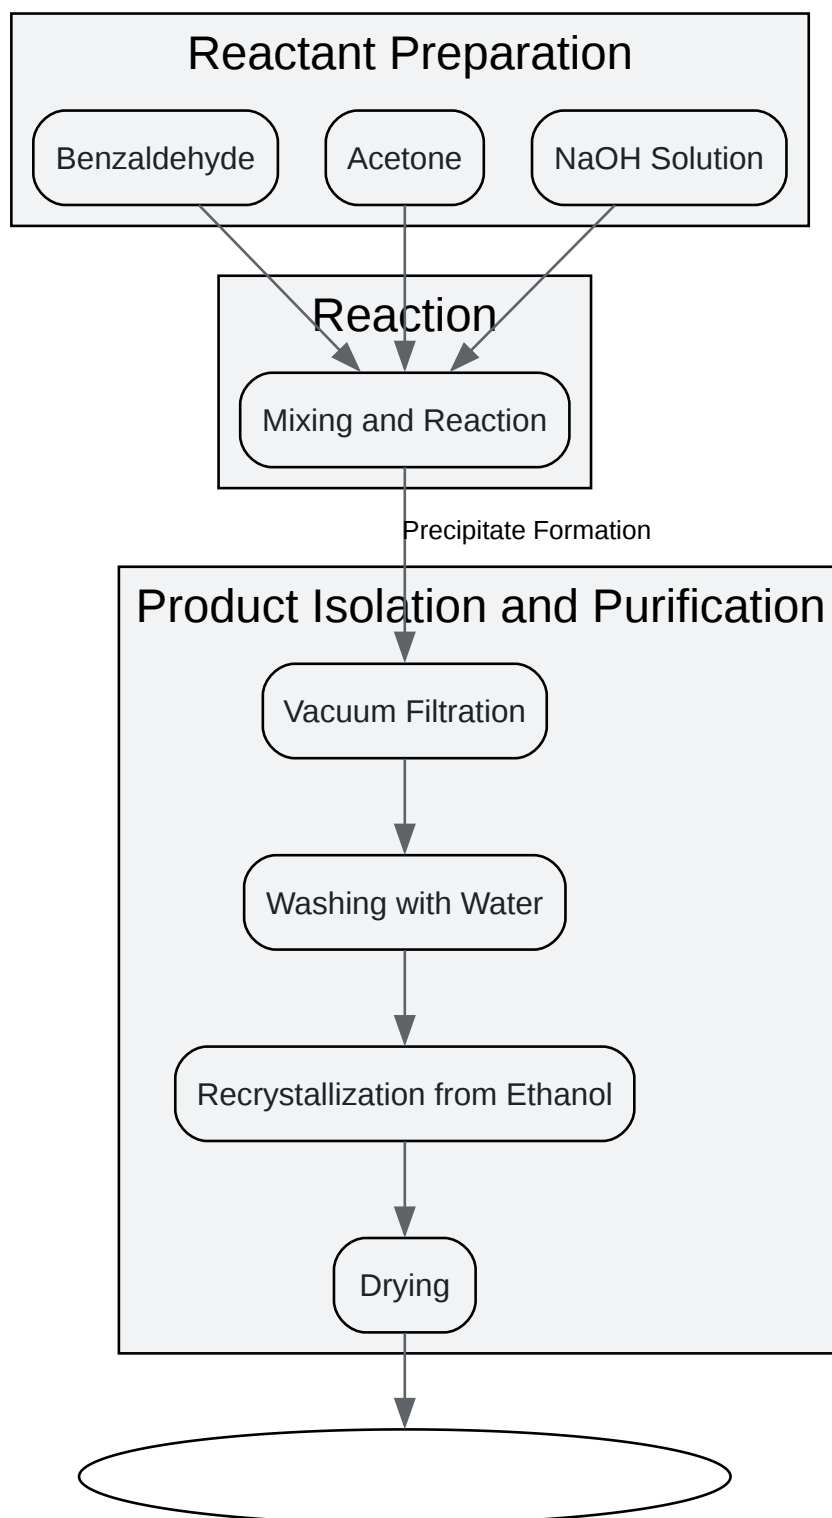 Reactant Preparation
Benzaldehyde
Acetone
NaOH Solution
Reaction
Mixing and Reaction
Precipitate Formation
Product Isolation and Purification
Vacuum Filtration
Washing with Water
Recrystallization from Ethanol
Drying